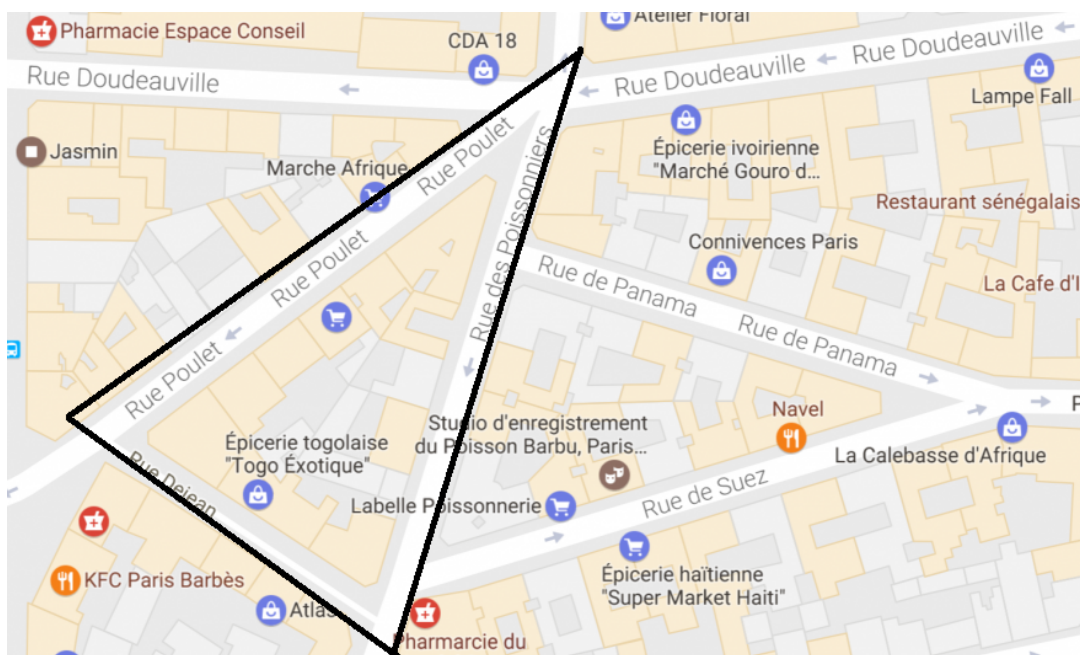 Pharmacie Espace Conseil
CDA 18
Atelier Floral
Rue Doudeauville
Rue Doudeauville
Rue Doudeauville
Lampe Fall
Jasmin
Marche Afrique
Rue Poulet
Rue des Poissonniers
Épicerie ivoirienne
"Marché Gouro d...
Restaurant sénégalais
Rue Poulet
Connivences Paris
Rue de Panama
La Cafe d'I
Rue de Panama
Rue Poulet
Navel
P
Studio d'enregistrement
du Poisson Barbu, Paris...
Épicerie togolaise
"Togo Éxotique"
La Calebasse d'Afrique
Rue Dejean
Labelle Poissonnerie
Rue de Suez
KFC Paris Barbès
Épicerie haïtienne
"Super Market Haiti"
Atlas
Pharmarcie du